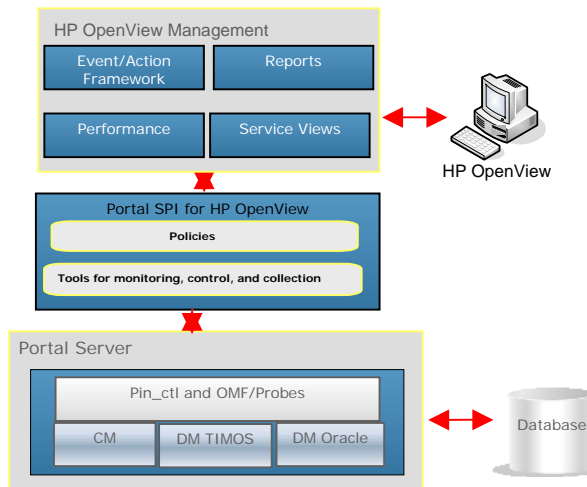 HP OpenView Management
Event/Action
Framework
Reports
Performance
Service Views
HP OpenView
Portal SPI for HP OpenView
Policies
Tools for monitoring, control, and collection
Portal Server
Pin_ctl and OMF/Probes
CM
DM TIMOS
DM Oracle
Database